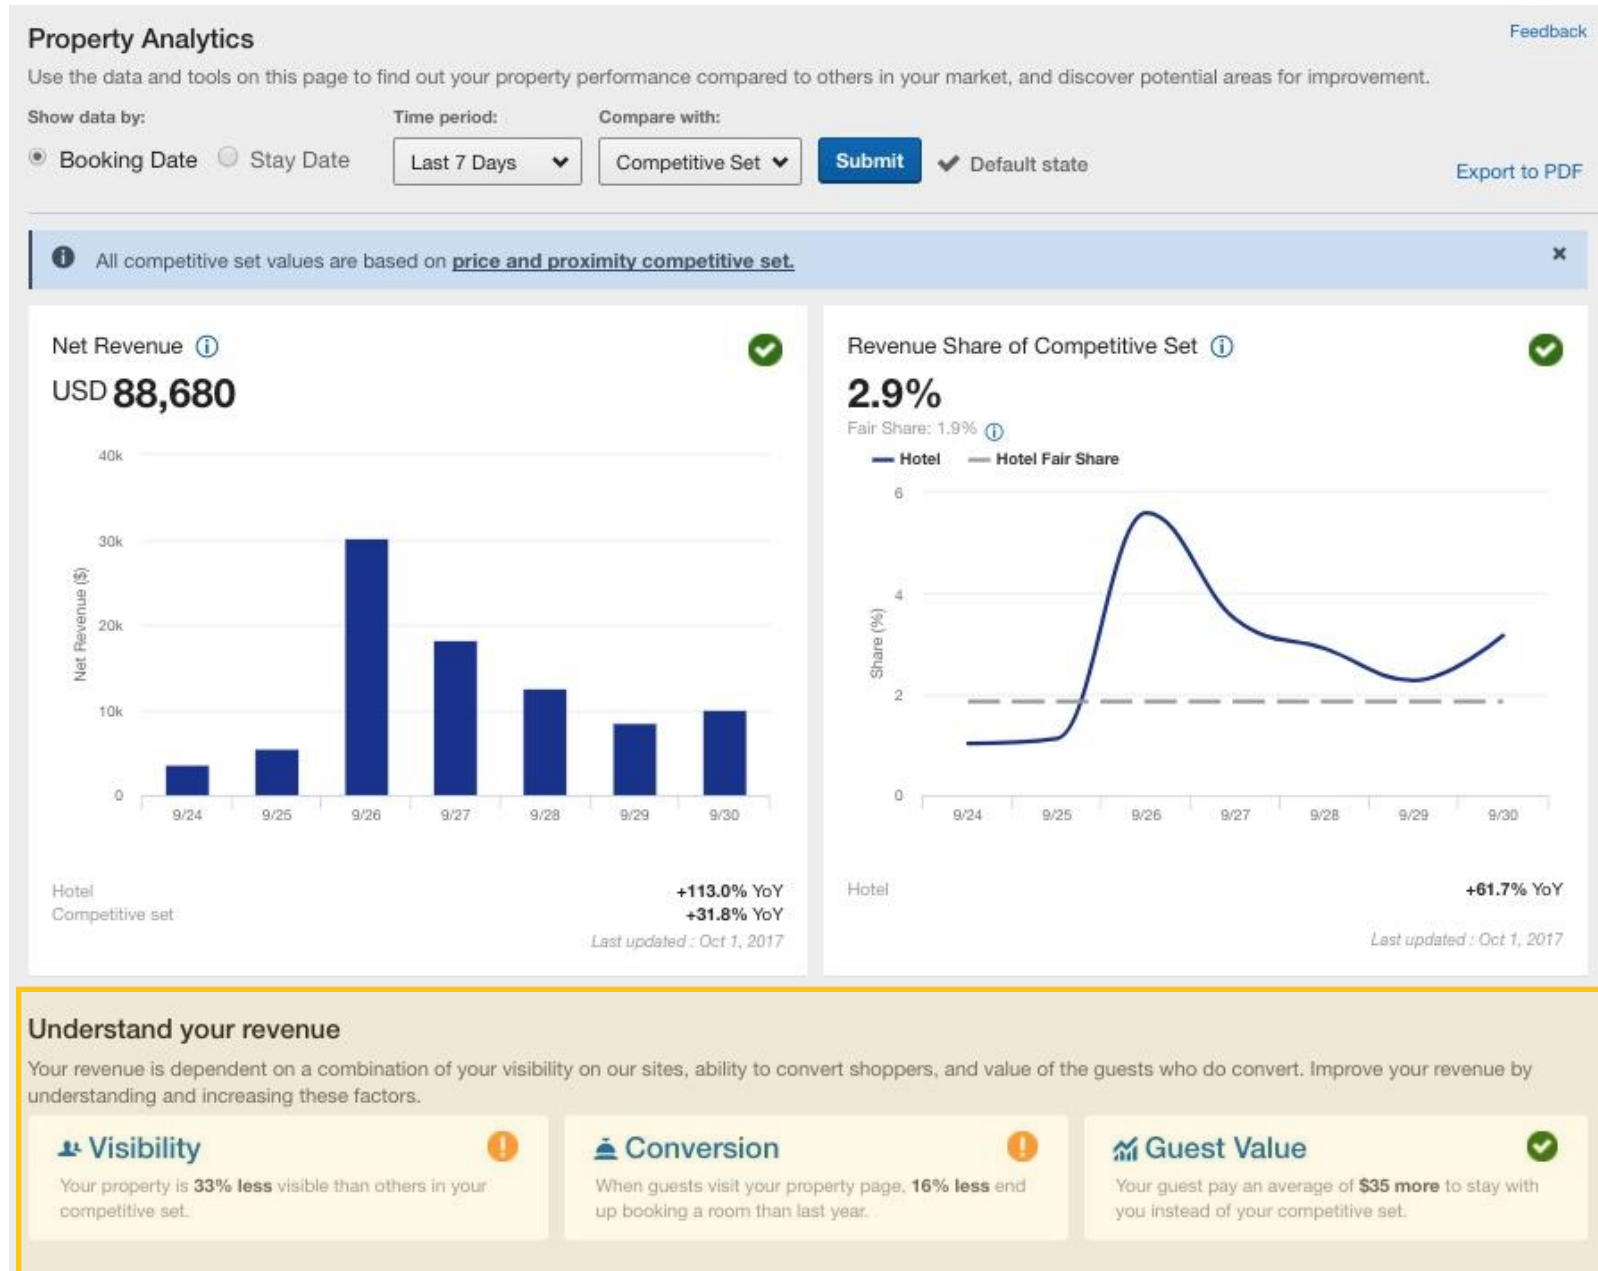 Property Analytics
Feedback
Use the data and tools on this page to find out your property performance compared to others in your market, and discover potential areas for improvement.
Show data by:
Time period:
Compare with:
Booking Date
Stay Date
Last 7 Days
Competitive Set
Submit
Default state
Export to PDF
All competitive set values are based on price and proximity competitive set.
Net Revenue
USD 88,680
40k
30k
20k
10k
0
Net Revenue ($)
9/24 9/25 9/26 9/27 9/28 9/29 9/30
Hotel +113.0% YoY
Competitive set +31.8% YoY
Last updated : Oct 1, 2017
Revenue Share of Competitive Set
2.9%
Fair Share: 1.9%
Hotel Hotel Fair Share
6
4
2
0
Share (%)
9/24 9/25 9/26 9/27 9/28 9/29 9/30
Hotel +61.7% YoY
Last updated : Oct 1, 2017
Understand your revenue
Your revenue is dependent on a combination of your visibility on our sites, ability to convert shoppers, and value of the guests who do convert. Improve your revenue by
understanding and increasing these factors.
Visibility
Your property is 33% less visible than others in your
competitive set.
Conversion
When guests visit your property page, 16% less end
up booking a room than last year.
Guest Value
Your guest pay an average of $35 more to stay with
you instead of your competitive set.